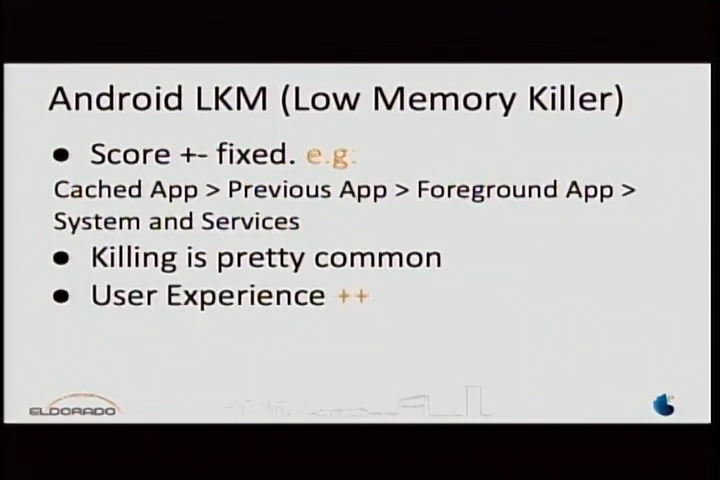 Android LKM (Low Memory Killer)
● Score +- fixed. e.g:
Cached App > Previous App > Foreground App >
System and Services
● Killing is pretty common
● User Experience ++
ELDORADO